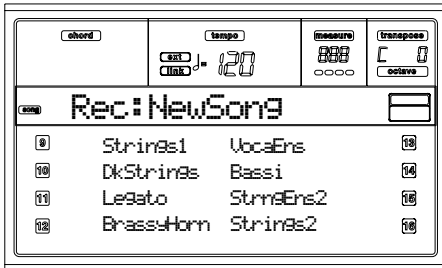 chord tempo measure transpose
ext link ♩= 120 888 C 0
octave
song Rec:NewSong
9 Strings1 VocaEns 13
10 DkStrings Bassi 14
11 Legato StrngEns2 15
12 BrassyHorn Strings2 16